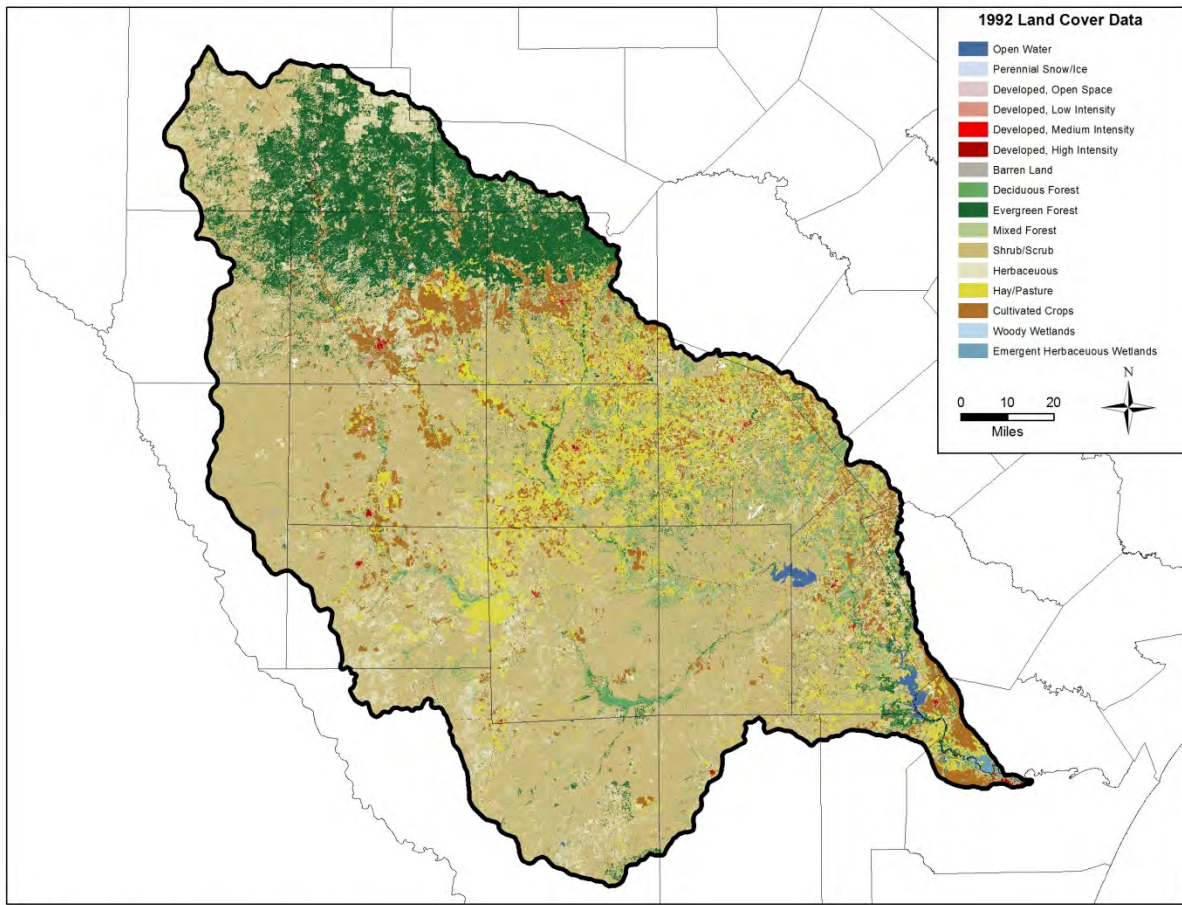 1992 Land Cover Data
Open Water
Perennial Snow/Ice
Developed, Open Space
Developed, Low Intensity
Developed, Medium Intensity
Developed, High Intensity
Barren Land
Deciduous Forest
Evergreen Forest
Mixed Forest
Shrub/Scrub
Herbaceuous
Hay/Pasture
Cultivated Crops
Woody Wetlands
Emergent Herbaceuous Wetlands
N
0 10 20
Miles